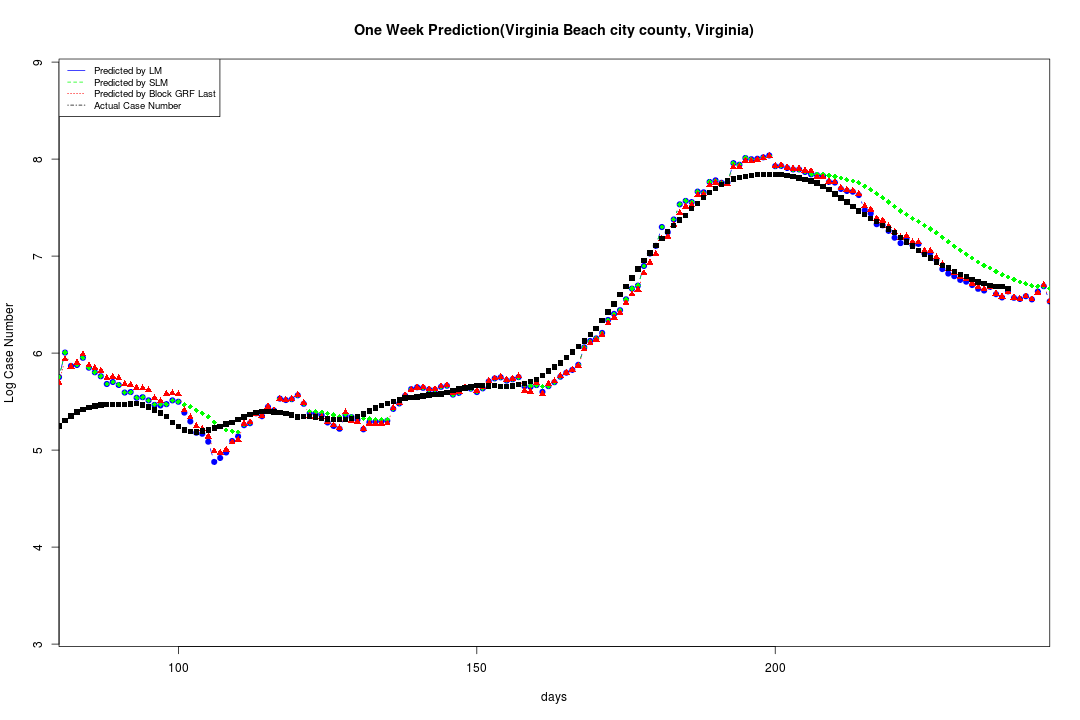 One Week Prediction(Virginia Beach city county, Virginia)
Predicted by LM
Predicted by SLM
Predicted by Block GRF Last
Actual Case Number
9
8
7
6
5
4
3
Log Case Number
100 150 200
days